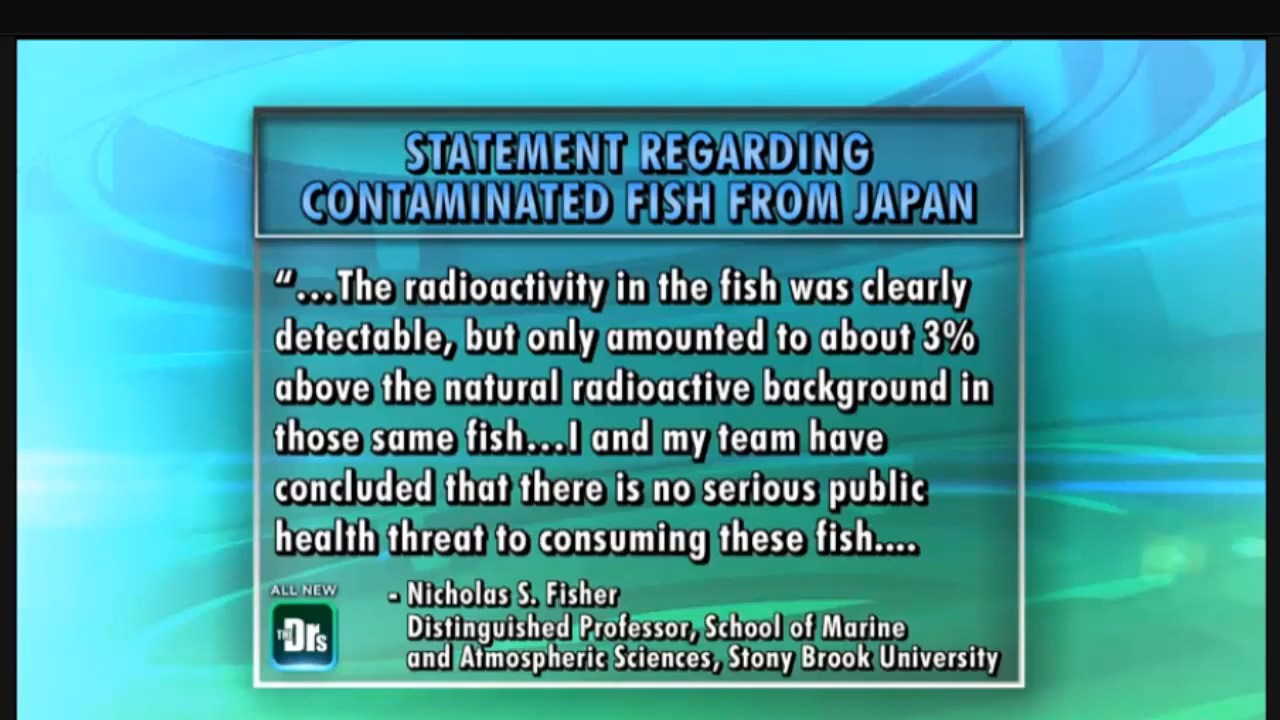 STATEMENT REGARDING
CONTAMINATED FISH FROM JAPAN
“...The radioactivity in the fish was clearly
detectable, but only amounted to about 3%
above the natural radioactive background in
those same fish...I and my team have
concluded that there is no serious public
health threat to consuming these fish....
- Nicholas S. Fisher
Distinguished Professor, School of Marine
and Atmospheric Sciences, Stony Brook University
ALL NEW
THE Drs